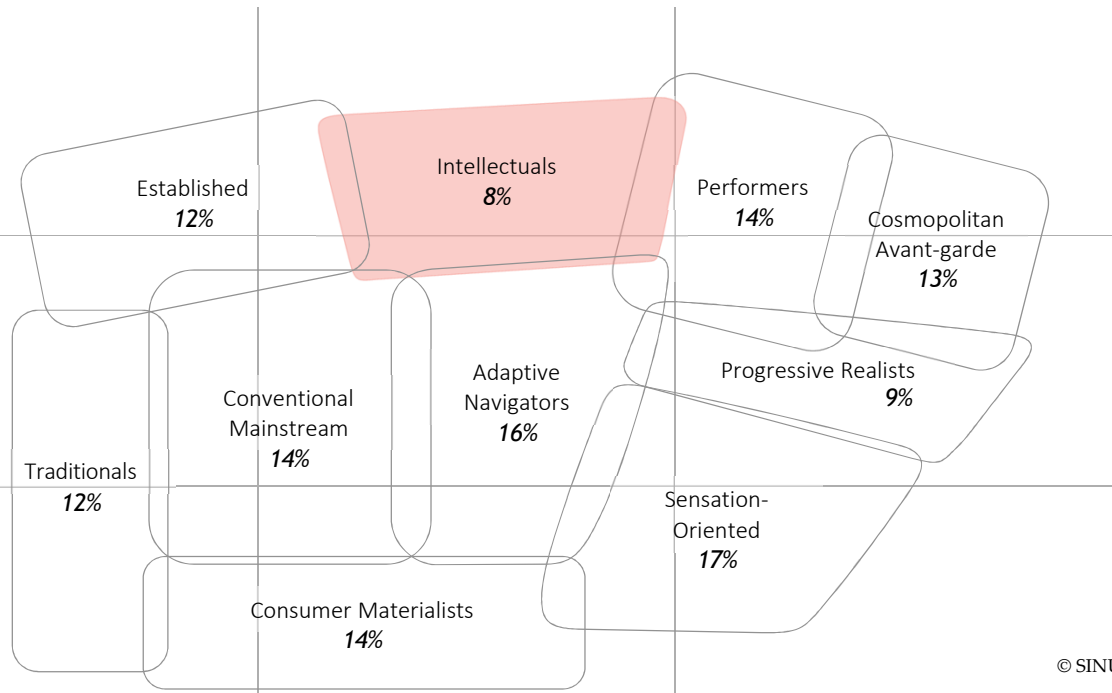 Established
12%
Intellectuals
8%
Performers
14%
Cosmopolitan
Avant-garde
13%
Traditionals
12%
Conventional
Mainstream
14%
Adaptive
Navigators
16%
Progressive Realists
9%
Sensation-
Oriented
17%
Consumer Materialists
14%
© SINU